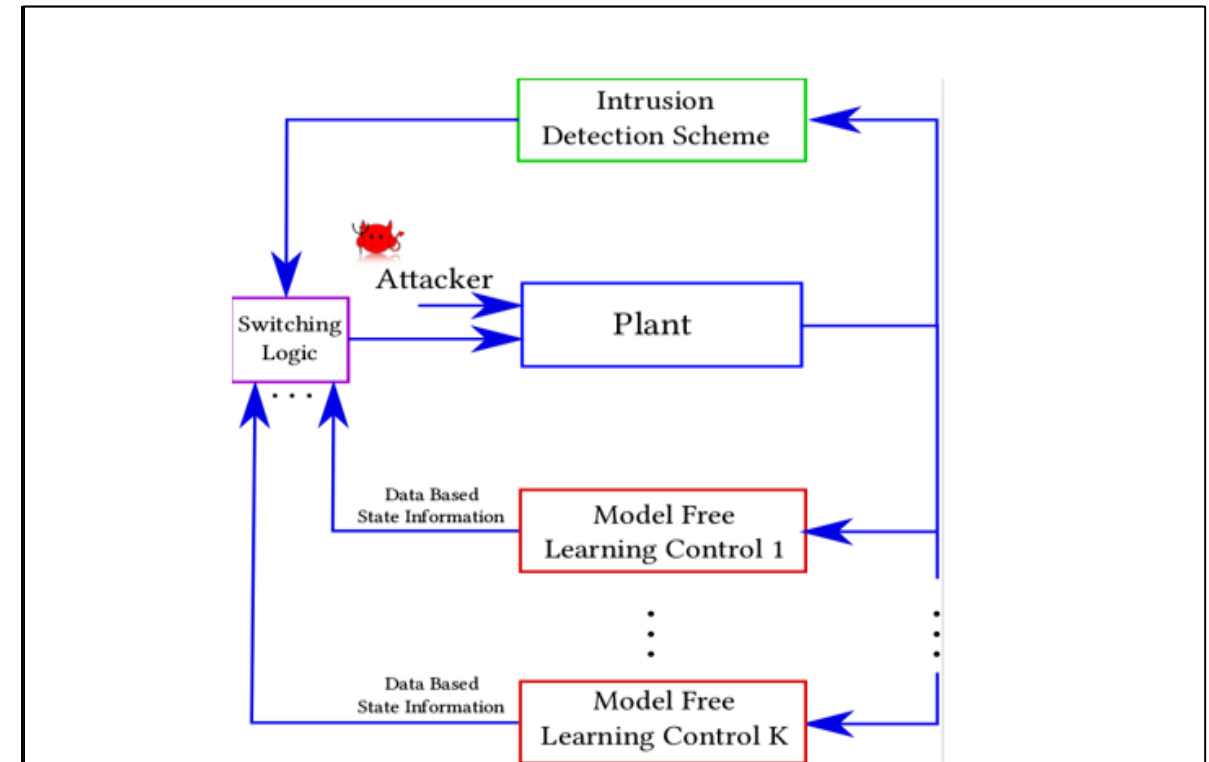 Intrusion
Detection Scheme
Attacker
Switching
Logic
Plant
. . .
Data Based
State Information
Model Free
Learning Control 1
Data Based
State Information
Model Free
Learning Control K